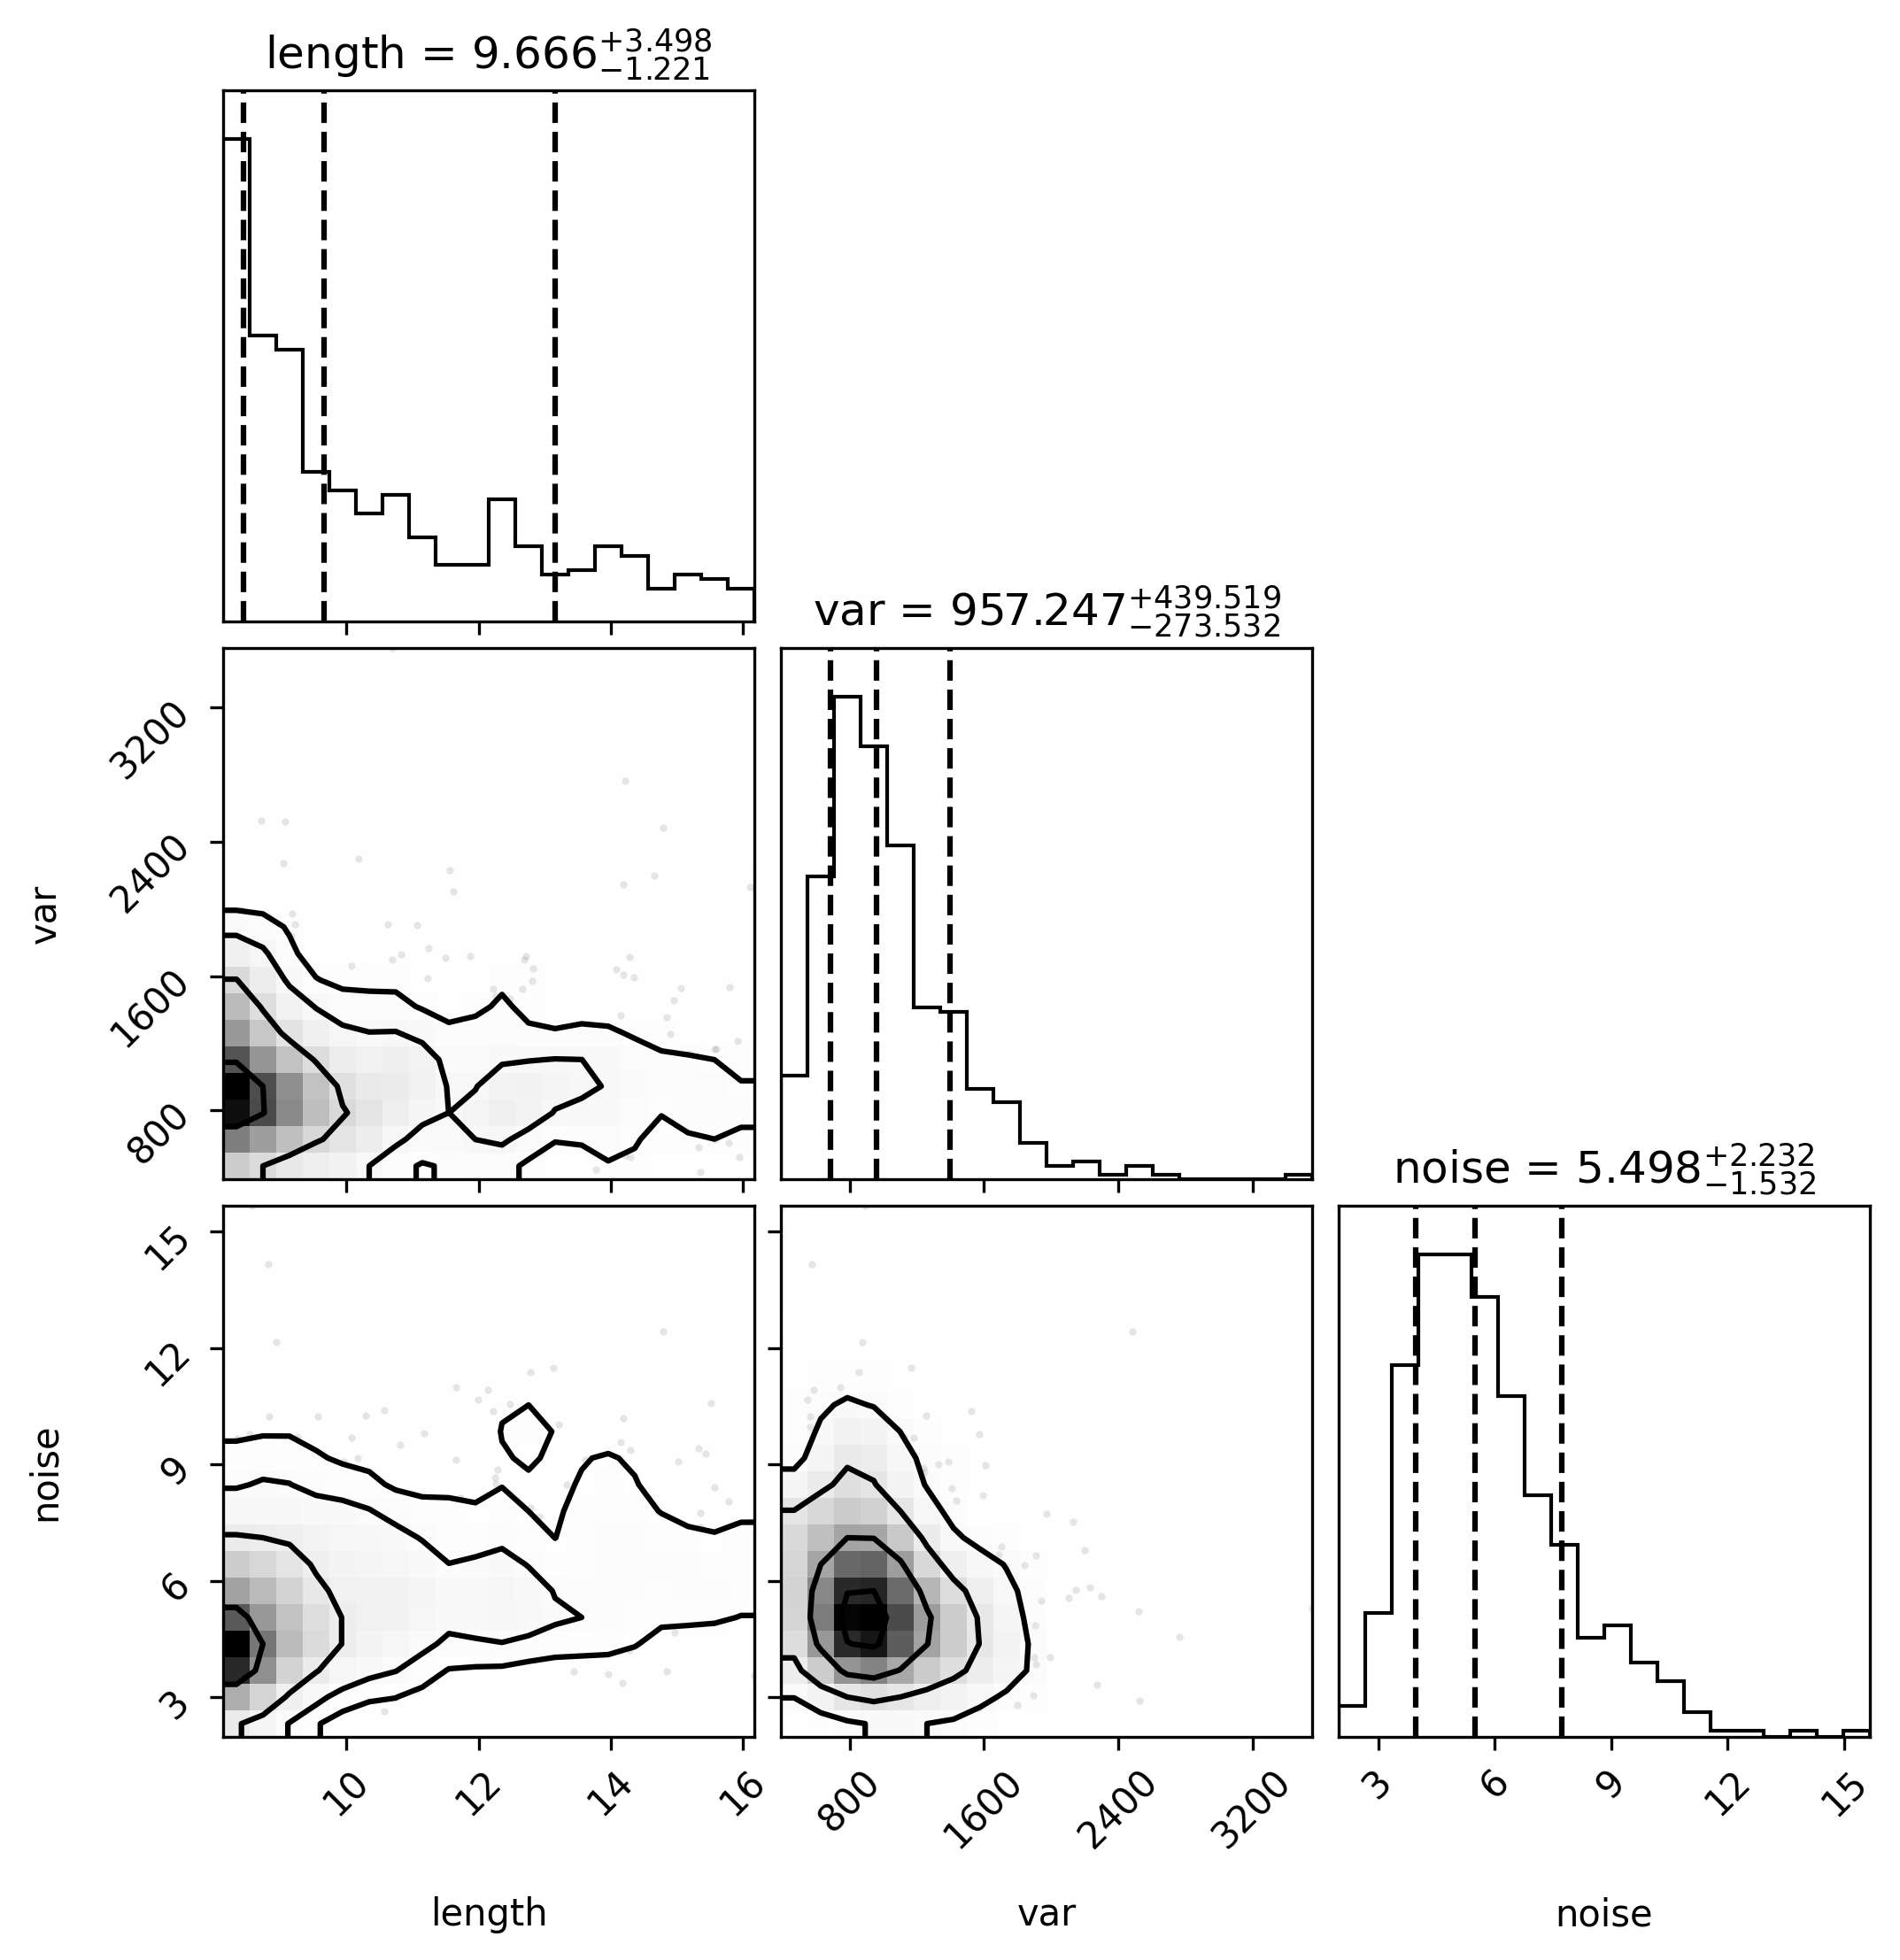 length = 9.666+3.498−1.221
var = 957.247+439.519−273.532
3200
2400
1600
800
var
noise = 5.498+2.232−1.532
15
12
9
6
3
noise
10 12 14 16
800 1600 2400 3200
3 6 9 12 15
length var noise